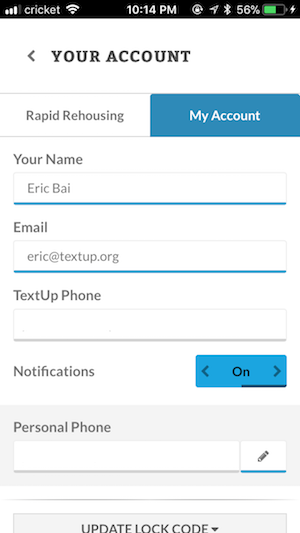 cricket 10:14 PM 56%
YOUR ACCOUNT
Rapid Rehousing My Account
Your Name
Eric Bai
Email
eric@textup.org
TextUp Phone
Notifications On
Personal Phone
UPDATE LOCK CODE